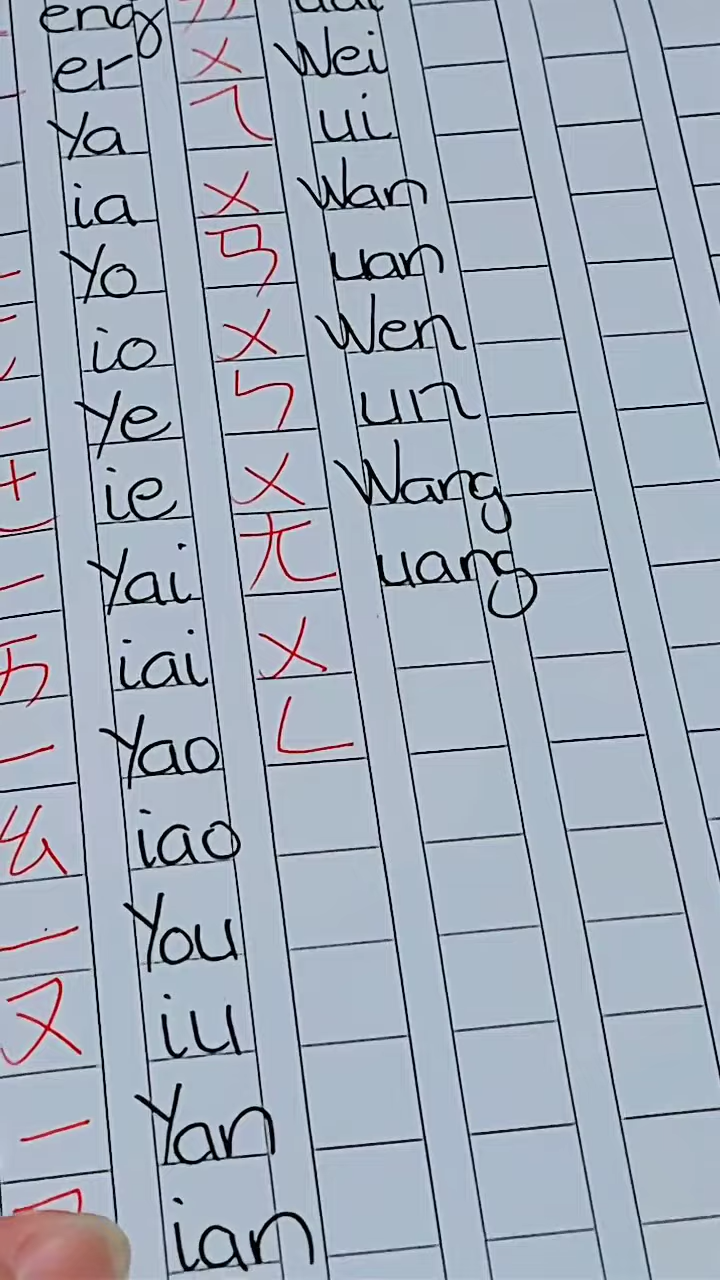 eng uai
er ㄨ Wei
Ya ㄟ ui
ia ㄨ Wan
ㄧ Yo ㄢ uan
io ㄨ Wen
ㄧ Ye ㄣ un
ㄝ ie ㄨ Wang
ㄧ Yai ㄤ uang
ㄞ iai ㄨ
ㄧ Yao ㄥ
ㄠ iao
ㄧ You
ㄡ iu
ㄧ Yan
ian